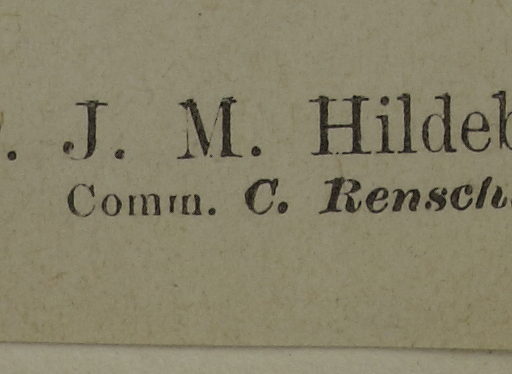 . J. M. Hildeb
Comm. C. Rensch.